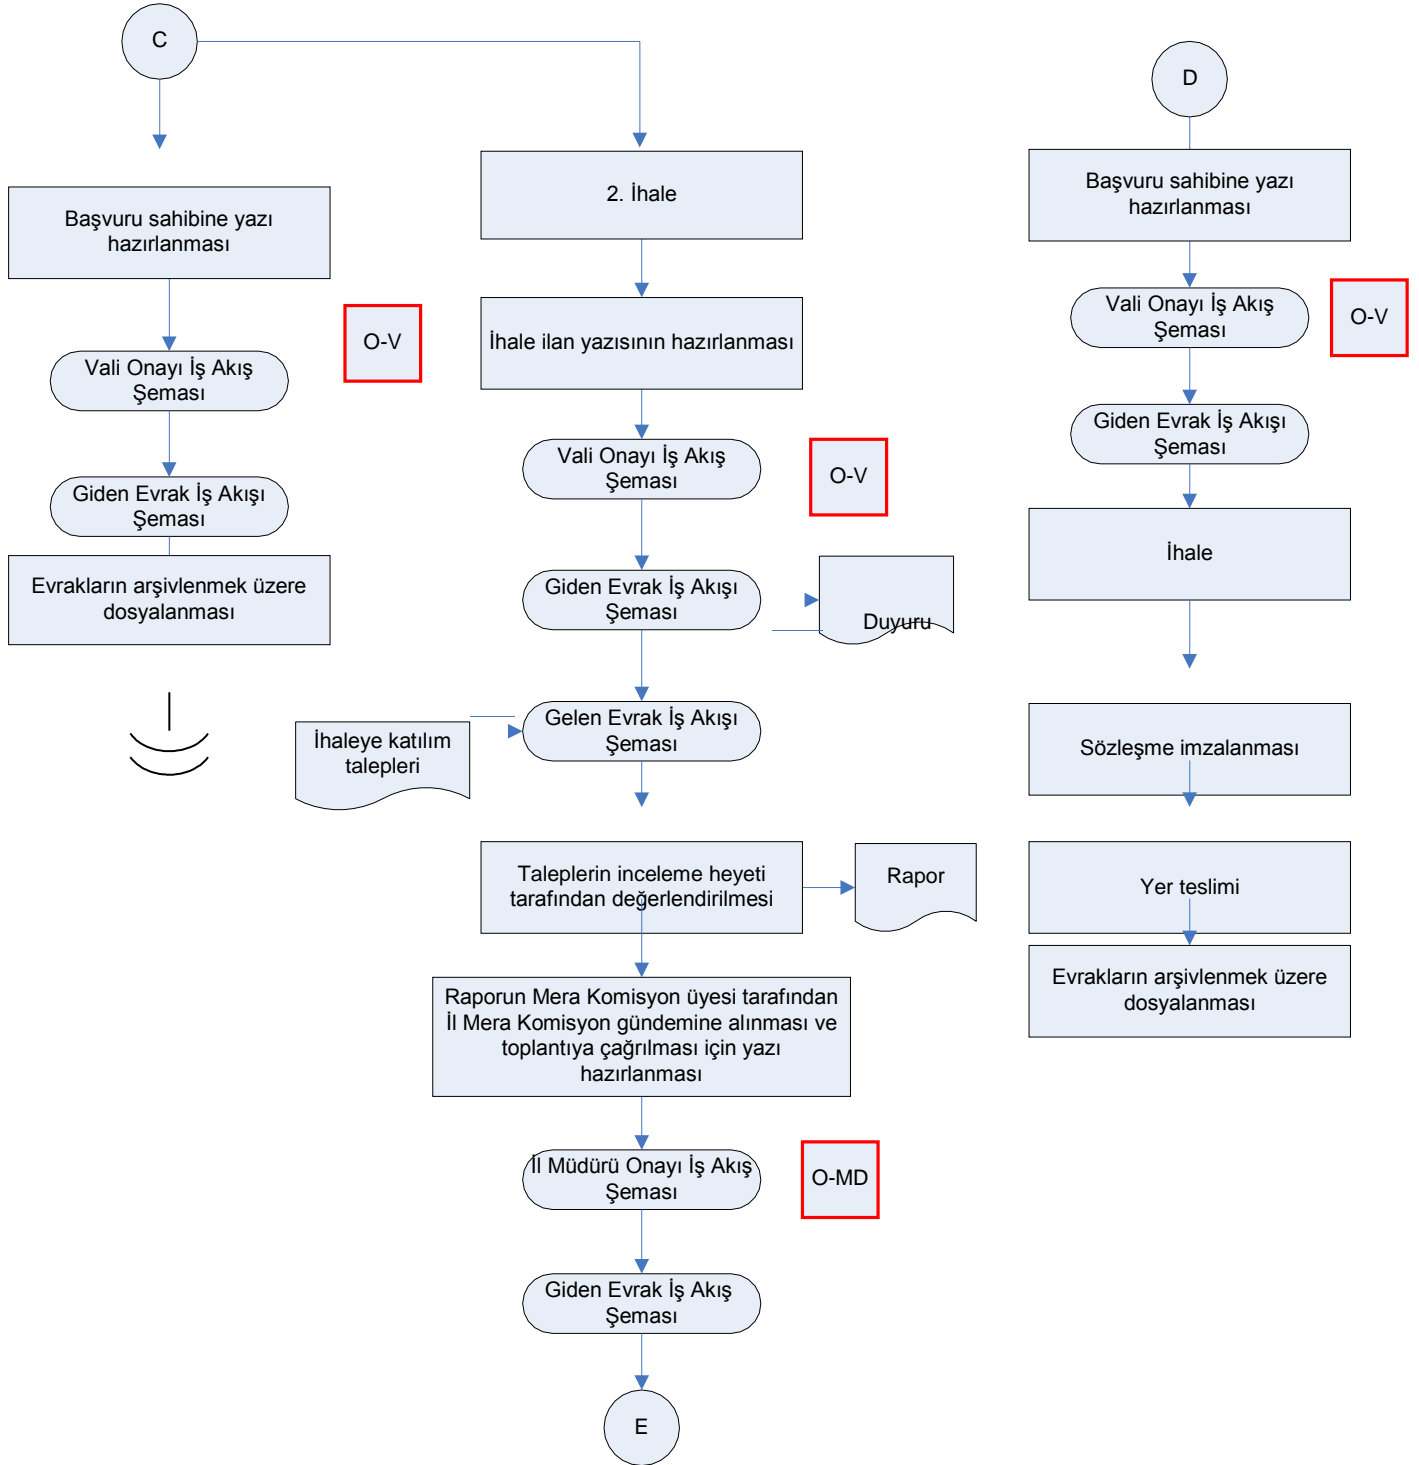 C
Başvuru sahibine yazı
hazırlanması
O-V
Vali Onayı İş Akış
Şeması
Giden Evrak İş Akışı
Şeması
Evrakların arşivlenmek üzere
dosyalanması
2. İhale
İhale ilan yazısının hazırlanması
Vali Onayı İş Akış
Şeması
O-V
Giden Evrak İş Akışı
Şeması
Duyuru
Gelen Evrak İş Akışı
Şeması
İhaleye katılım
talepleri
Taleplerin inceleme heyeti
tarafından değerlendirilmesi
Rapor
Raporun Mera Komisyon üyesi tarafından
İl Mera Komisyon gündemine alınması ve
toplantıya çağrılması için yazı
hazırlanması
İl Müdürü Onayı İş Akış
Şeması
O-MD
Giden Evrak İş Akış
Şeması
E
D
Başvuru sahibine yazı
hazırlanması
Vali Onayı İş Akış
Şeması
O-V
Giden Evrak İş Akışı
Şeması
İhale
Sözleşme imzalanması
Yer teslimi
Evrakların arşivlenmek üzere
dosyalanması